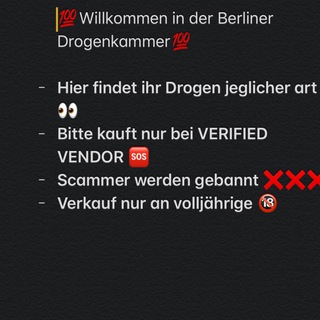 💯Willkommen in der Berliner
Drogenkammer💯
- Hier findet ihr Drogen jeglicher art
👀
- Bitte kauft nur bei VERIFIED
VENDOR 🆘
- Scammer werden gebannt ❌❌❌
- Verkauf nur an volljährige 🔞